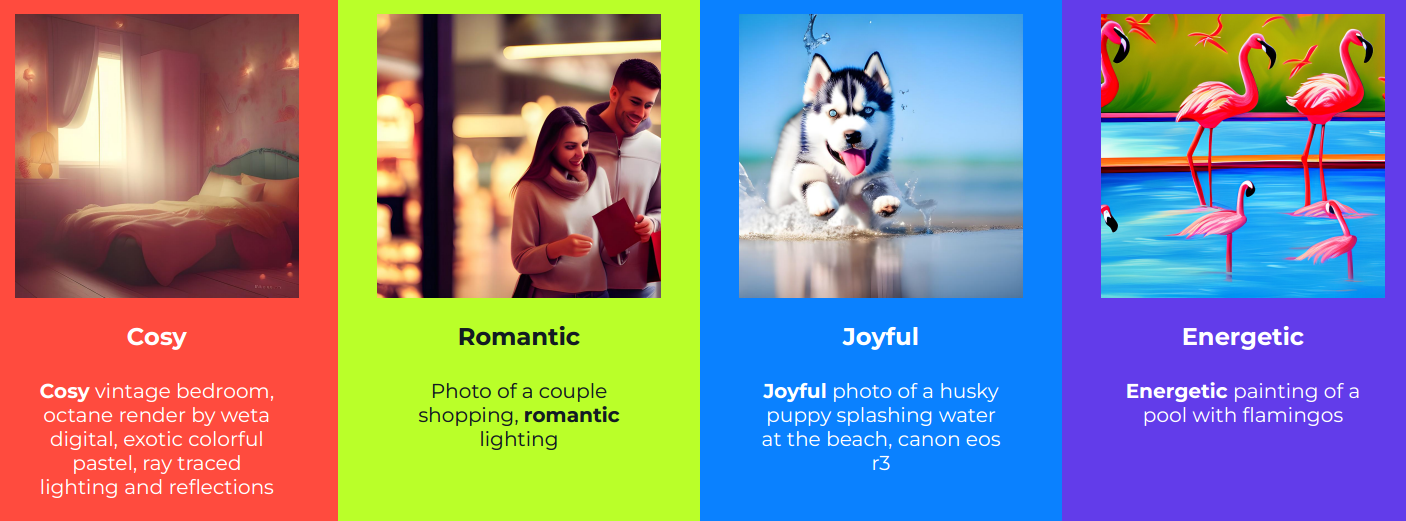 Cosy
Cosy vintage bedroom,
octane render by weta
digital, exotic colorful
pastel, ray traced
lighting and reflections
Romantic
Photo of a couple
shopping, romantic
lighting
Joyful
Joyful photo of a husky
puppy splashing water
at the beach, canon eos
r3
Energetic
Energetic painting of a
pool with flamingos